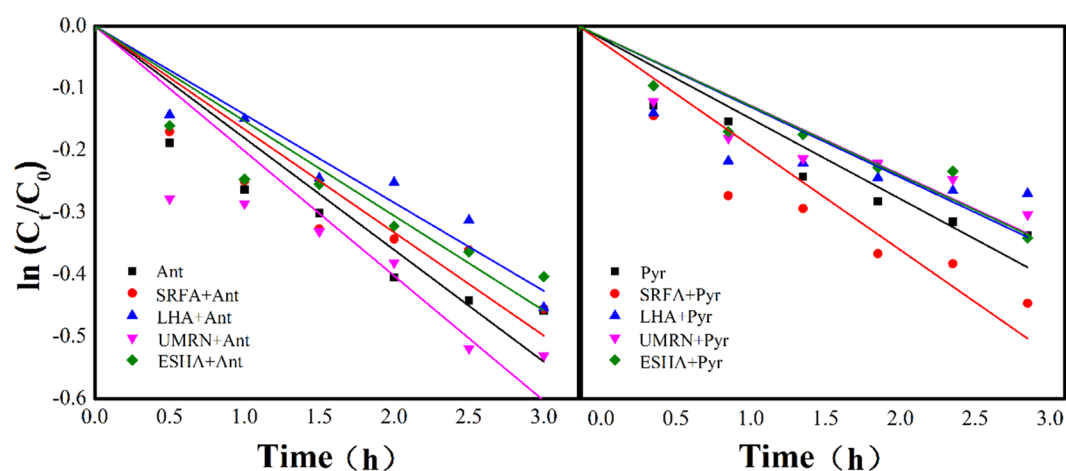 ln (Ct/C0)
0.0
-0.1
-0.2
-0.3
-0.4
-0.5
-0.6
Ant
SRFA+Ant
LHA+Ant
UMRN+Ant
ESHA+Ant
0.0 0.5 1.0 1.5 2.0 2.5 3.0
Time（h）
Pyr
SRFA+Pyr
LHA+Pyr
UMRN+Pyr
ESHA+Pyr
0.0 0.5 1.0 1.5 2.0 2.5 3.0
Time（h）